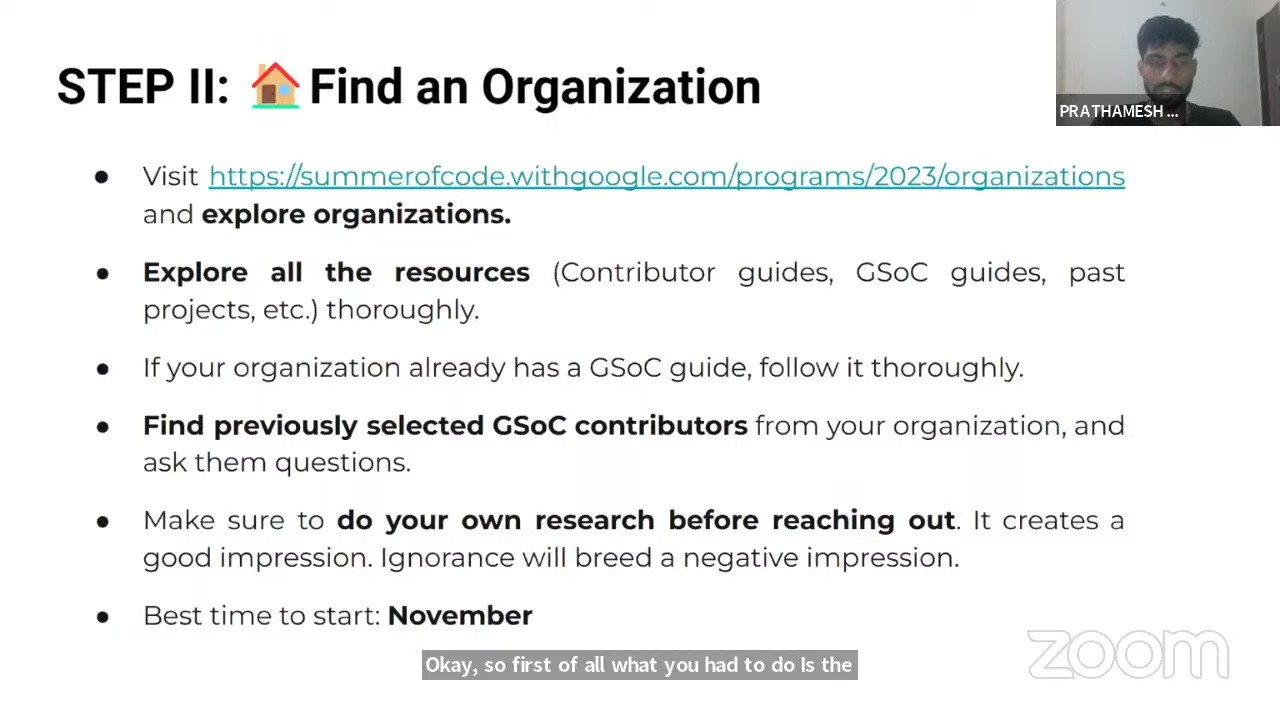 STEP II: Find an Organization
PRATHAMESH ...
● Visit https://summerofcode.withgoogle.com/programs/2023/organizations
and explore organizations.
● Explore all the resources (Contributor guides, GSoC guides, past
projects, etc.) thoroughly.
● If your organization already has a GSoC guide, follow it thoroughly.
● Find previously selected GSoC contributors from your organization, and
ask them questions.
● Make sure to do your own research before reaching out. It creates a
good impression. Ignorance will breed a negative impression.
● Best time to start: November
Okay, so first of all what you had to do Is the
zoom